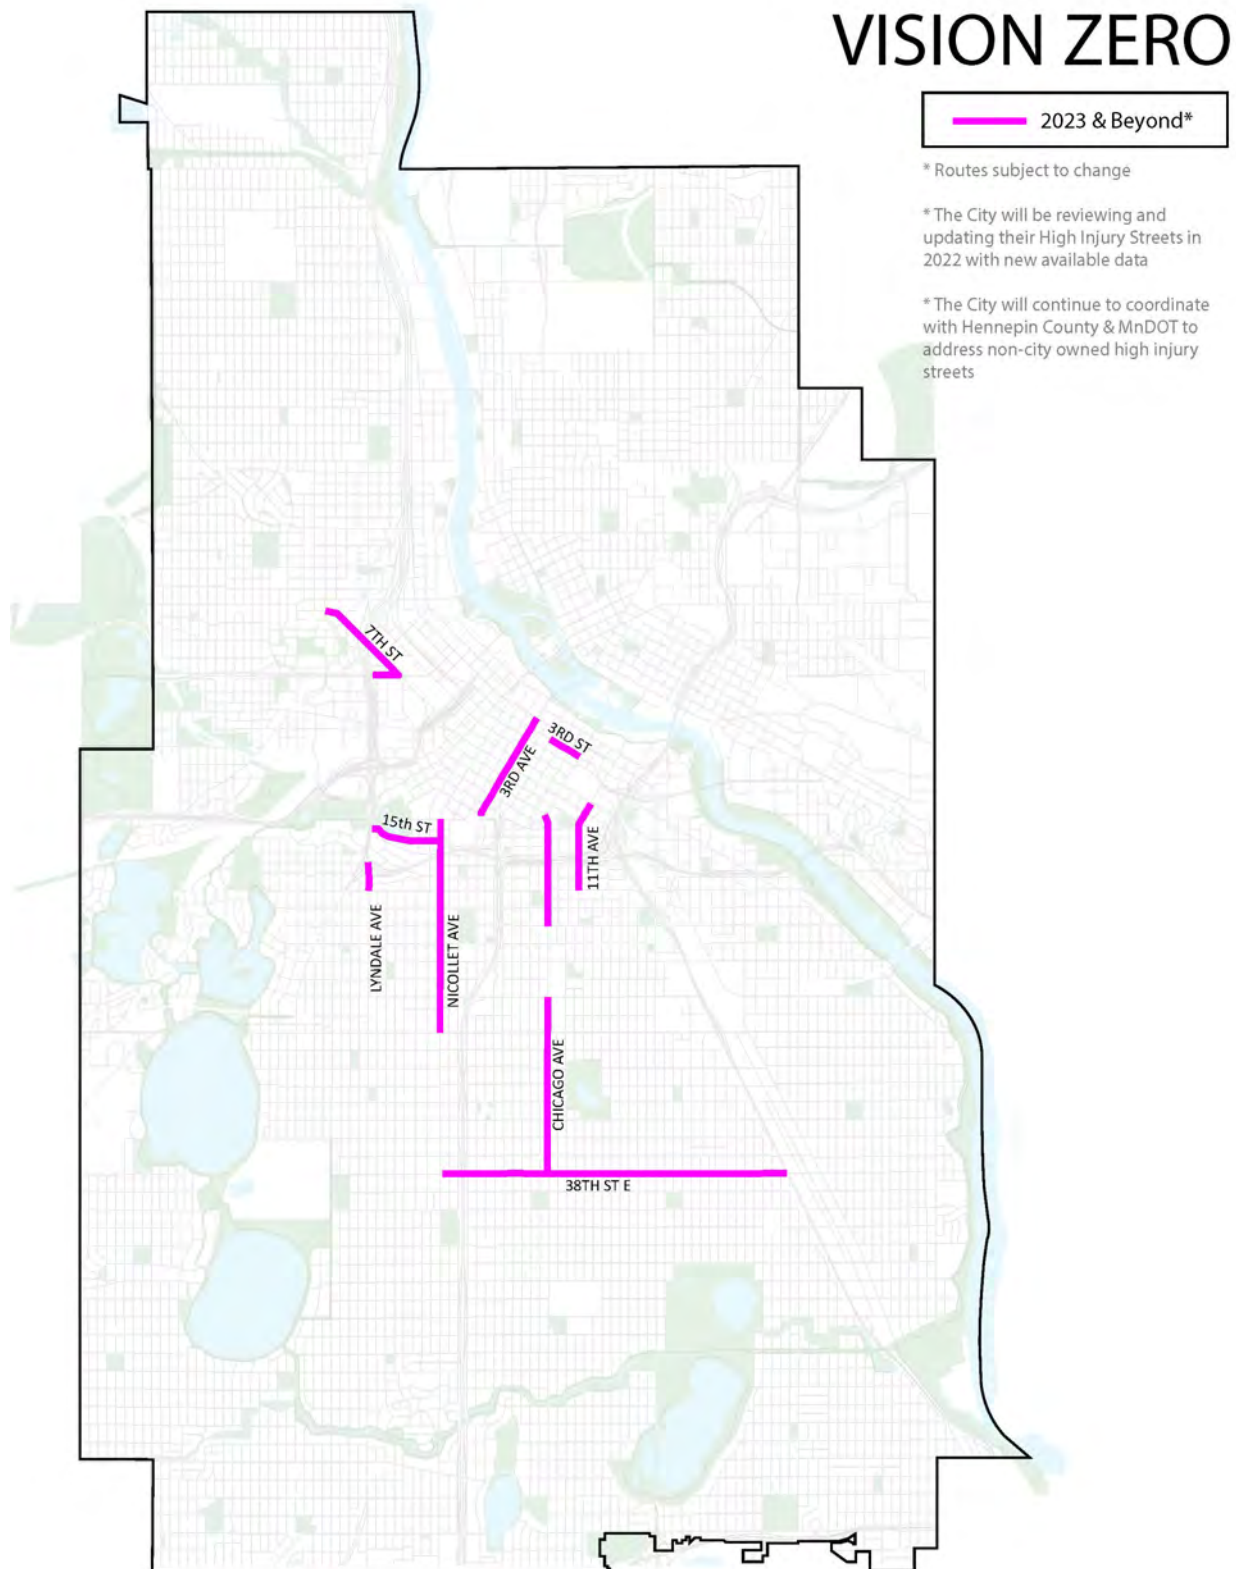 VISION ZERO
2023 & Beyond*
* Routes subject to change
* The City will be reviewing and
updating their High Injury Streets in
2022 with new available data
* The City will continue to coordinate
with Hennepin County & MnDOT to
address non-city owned high injury
streets
7TH ST
3RD ST
3RD AVE
15th ST
11TH AVE
LYNDALE AVE
NICOLLET AVE
CHICAGO AVE
38TH ST E